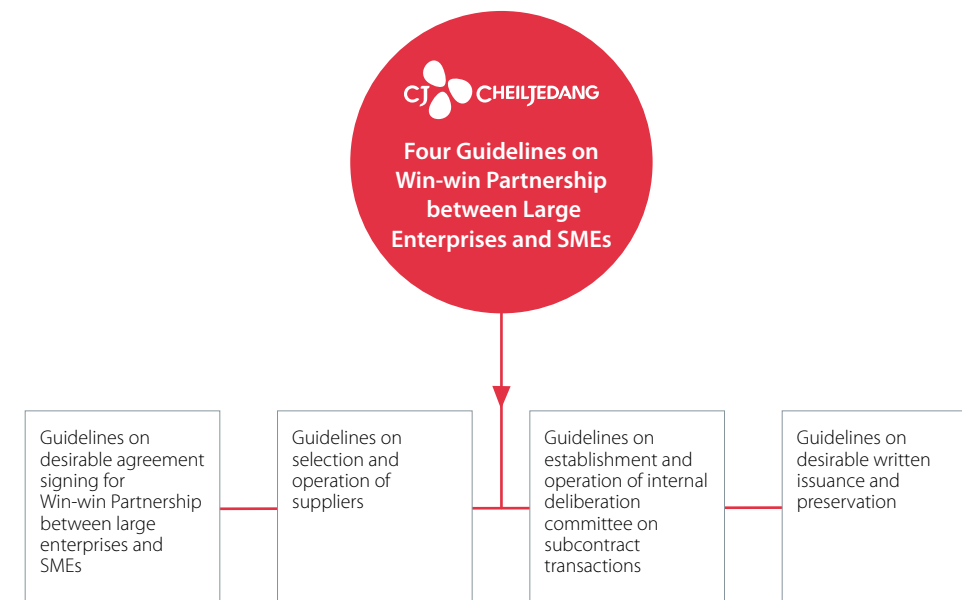 CJ CHEILJEDANG
Four Guidelines on
Win-win Partnership
between Large
Enterprises and SMEs
Guidelines on
desirable agreement
signing for
Win-win Partnership
between large
enterprises and
SMEs
Guidelines on
selection and
operation of
suppliers
Guidelines on
establishment and
operation of internal
deliberation
committee on
subcontract
transactions
Guidelines on
desirable written
issuance and
preservation